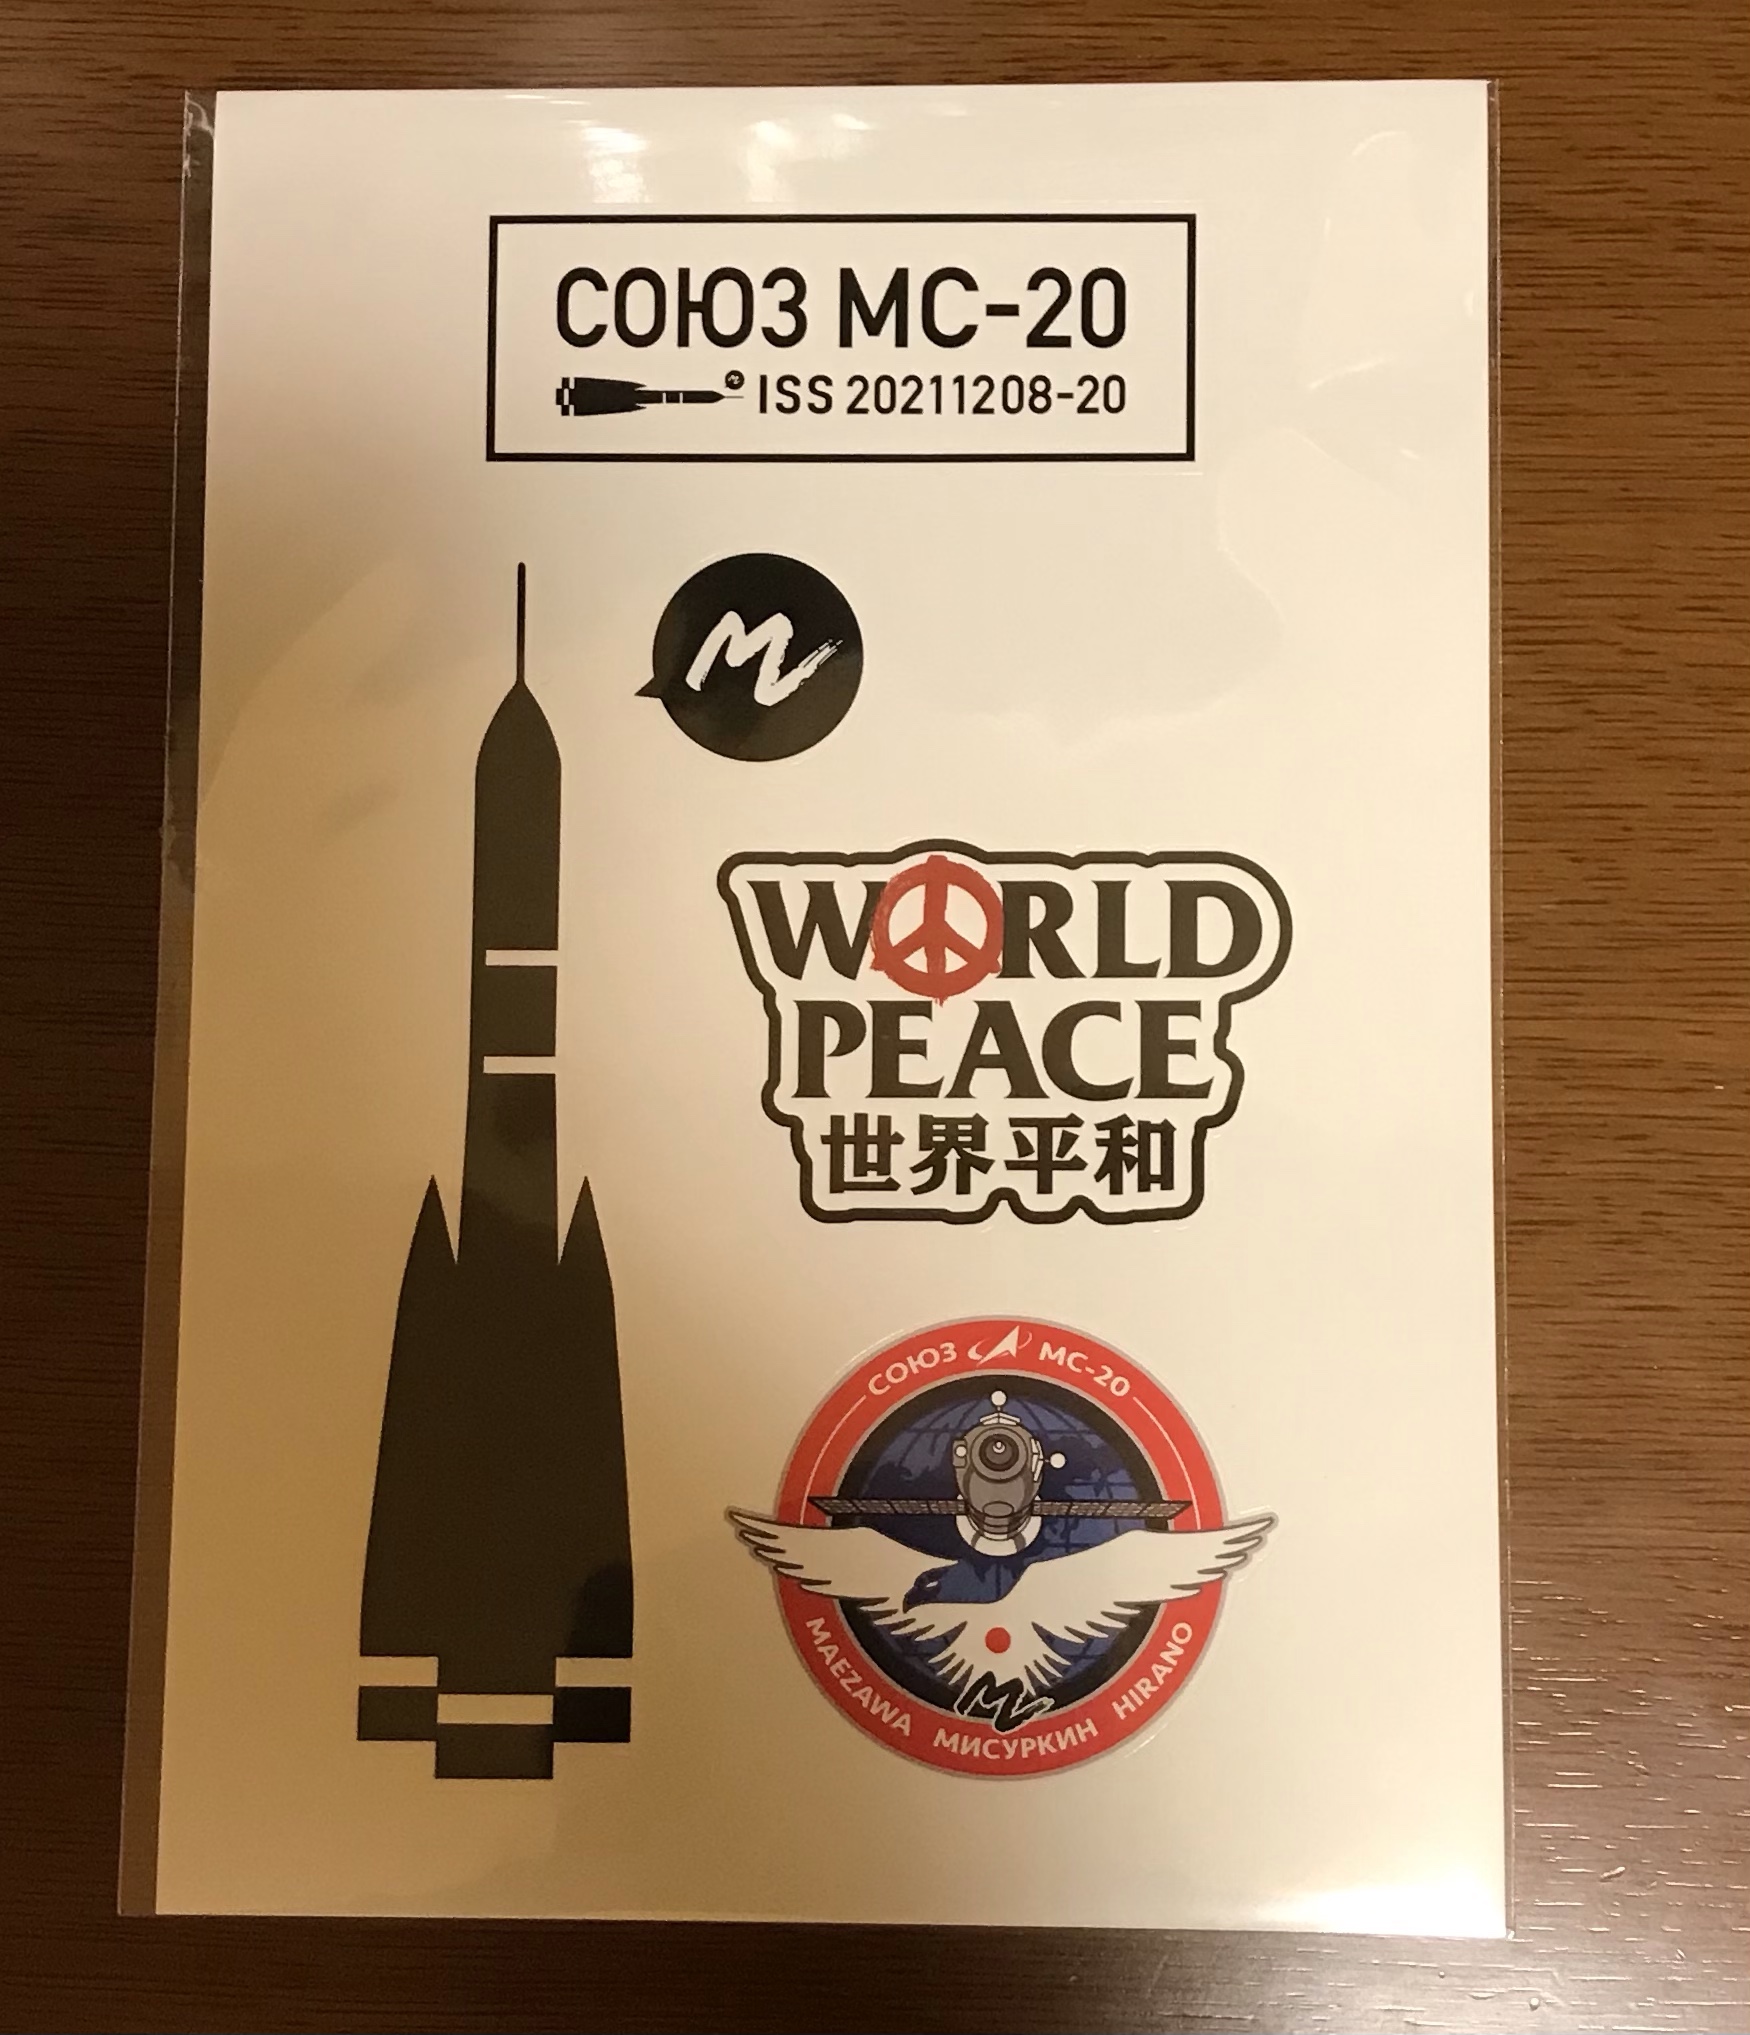 СОЮЗ МС-20
ISS 20211208-20
M
WORLD
PEACE
世界平和
СОЮЗ МС-20
MAEZAWA МИСУРКИН HIRANO